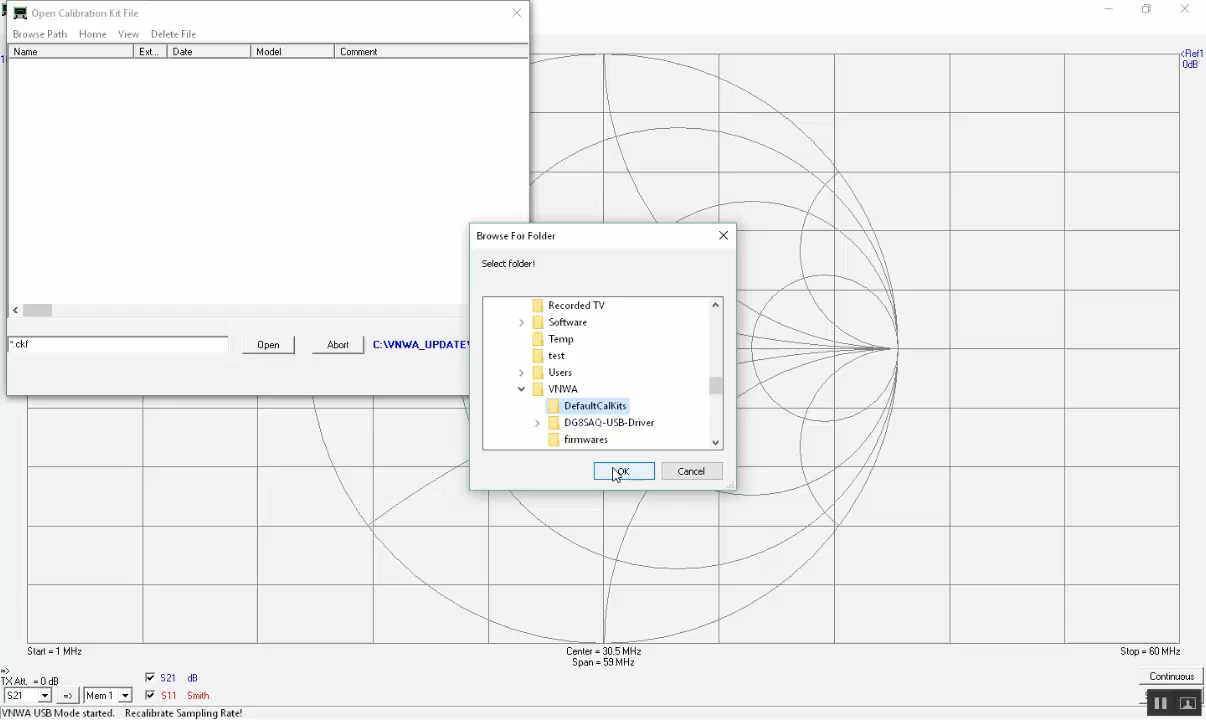 Open Calibration Kit File
Browse Path Home View Delete File
Name Ext... Date Model Comment
<Ref1
0dB
Browse For Folder
Select folder!
Recorded TV
Software
Temp
test
Users
VNWA
DefaultCalKits
DG8SAQ-USB-Driver
firmwares
OK Cancel
*.ckf Open Abort C:\VNWA_UPDATE\
Start = 1 MHz Center = 30.5 MHz Stop = 60 MHz
Span = 59 MHz
=>
TX Att. = 0 dB S21 dB Continuous
S21 => Mem 1 S11 Smith
VNWA USB Mode started. Recalibrate Sampling Rate!